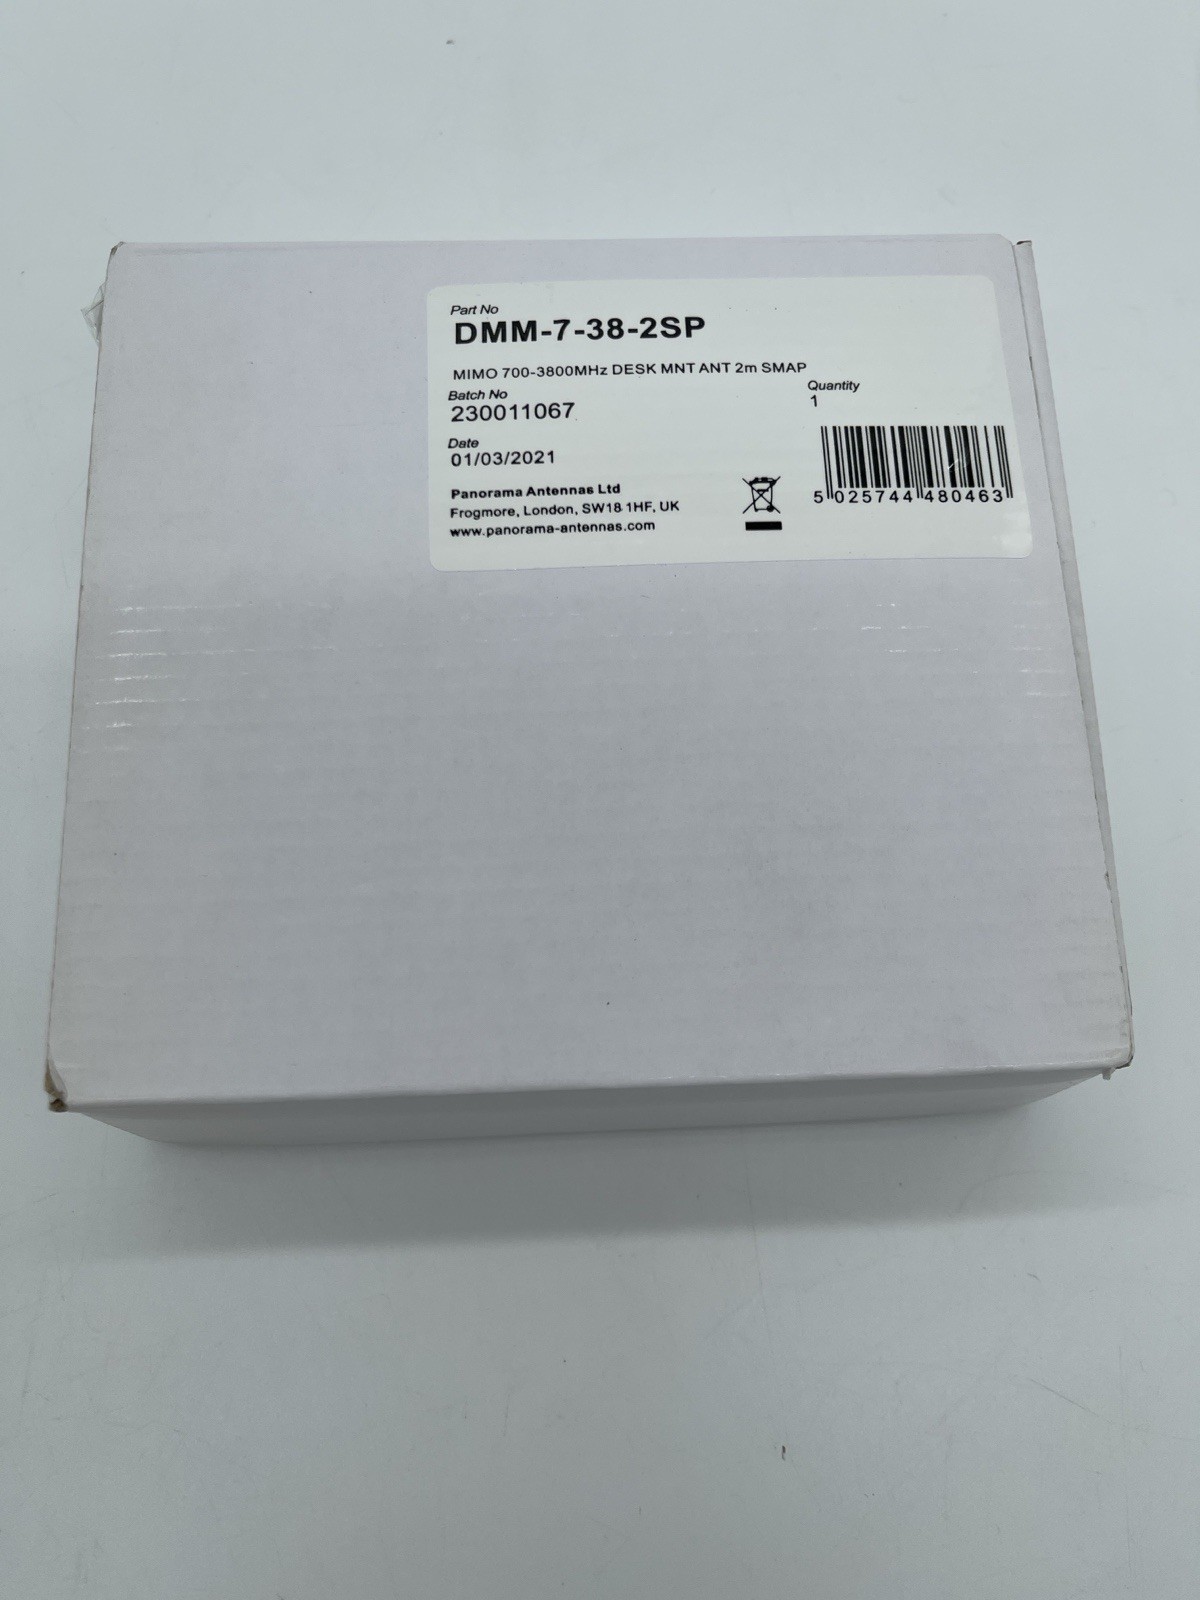 Part No
DMM-7-38-2SP
MIMO 700-3800MHz DESK MNT ANT 2m SMAP
Batch No
230011067
Quantity
1
Date
01/03/2021
Panorama Antennas Ltd
Frogmore, London, SW18 1HF, UK
www.panorama-antennas.com
5 025744 480463